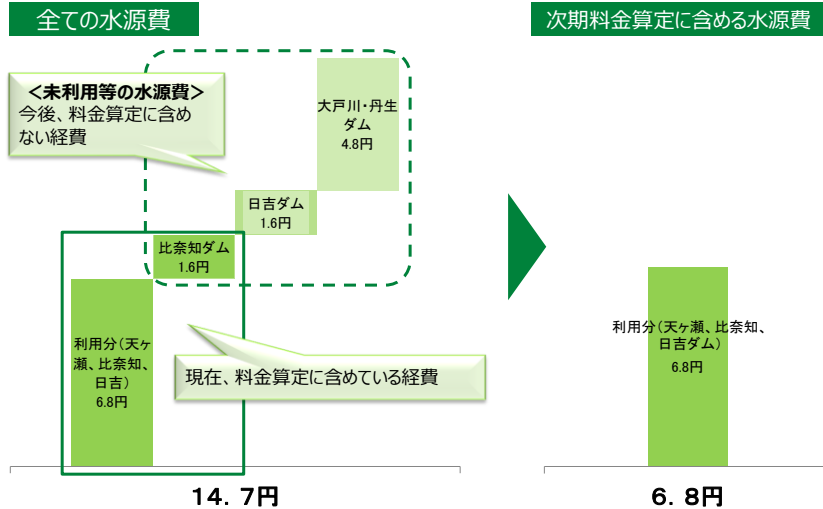 全ての水源費
次期料金算定に含める水源費
<未利用等の水源費>
今後、料金算定に含め
ない経費
大戸川・丹生
ダム
4.8円
日吉ダム
1.6円
比奈知ダム
1.6円
利用分(天ヶ
瀬、比奈知、
日吉)
6.8円
現在、料金算定に含めている経費
利用分(天ヶ瀬、比奈知、
日吉ダム)
6.8円
14.7円
6.8円